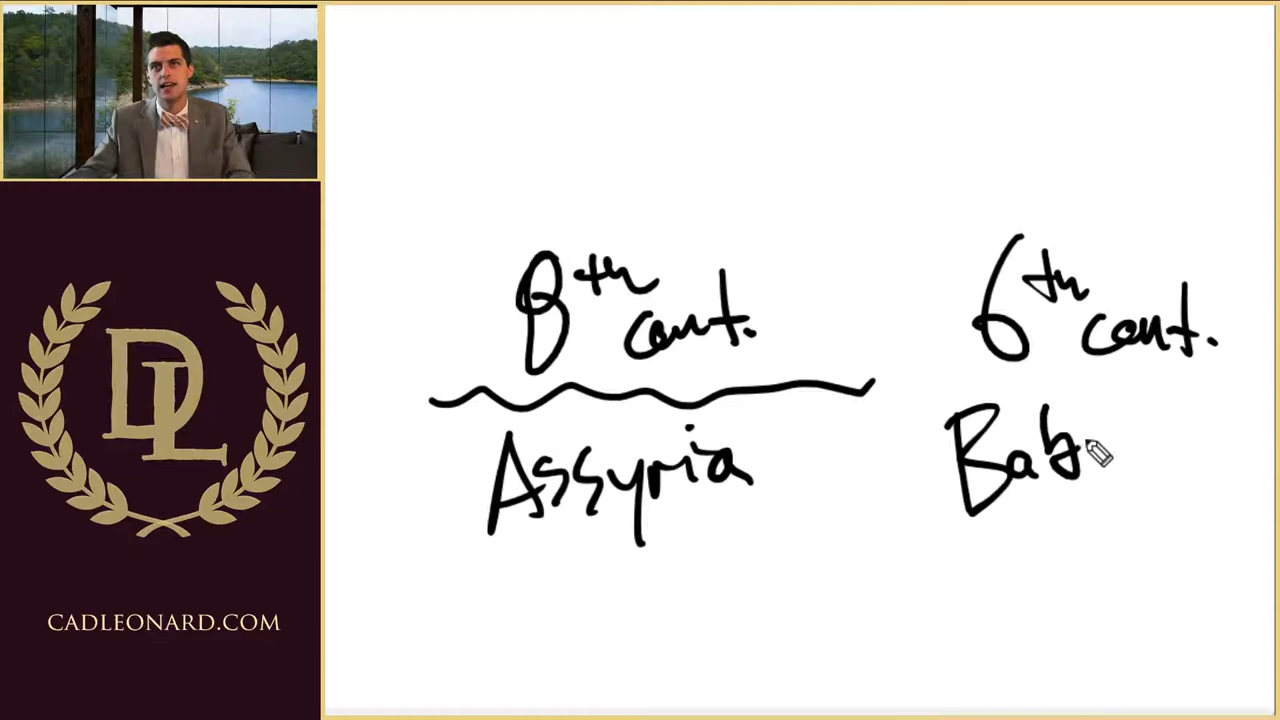 8th cent.
6th cent.
Assyria
Bab
DL
CADLEONARD.COM